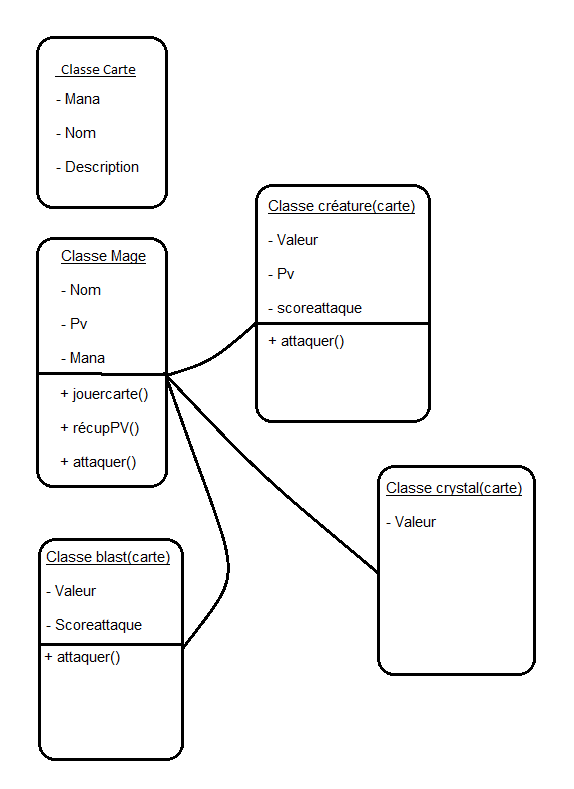 Classe Carte
- Mana
- Nom
- Description
Classe Mage
- Nom
- Pv
- Mana
+ jouercarte()
+ récupPV()
+ attaquer()
Classe créature(carte)
- Valeur
- Pv
- scoreattaque
+ attaquer()
Classe crystal(carte)
- Valeur
Classe blast(carte)
- Valeur
- Scoreattaque
+ attaquer()